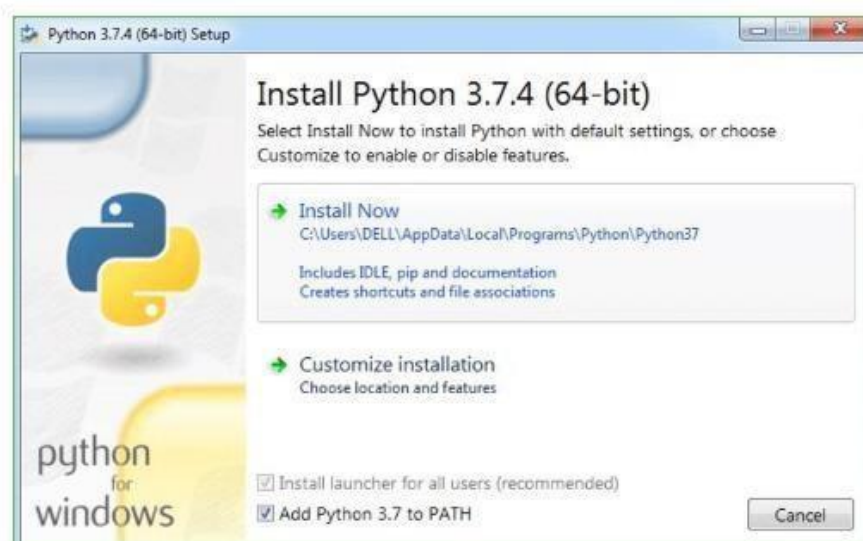 Python 3.7.4 (64-bit) Setup
Install Python 3.7.4 (64-bit)
Select Install Now to install Python with default settings, or choose
Customize to enable or disable features.
Install Now
C:\Users\DELL\AppData\Local\Programs\Python\Python37
Includes IDLE, pip and documentation
Creates shortcuts and file associations
Customize installation
Choose location and features
python
for
windows
Install launcher for all users (recommended)
Add Python 3.7 to PATH
Cancel